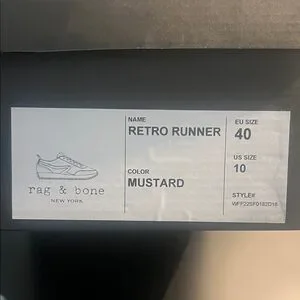 rag & bone
NEW YORK
NAME
RETRO RUNNER
COLOR
MUSTARD
EU SIZE
40
US SIZE
10
STYLE#